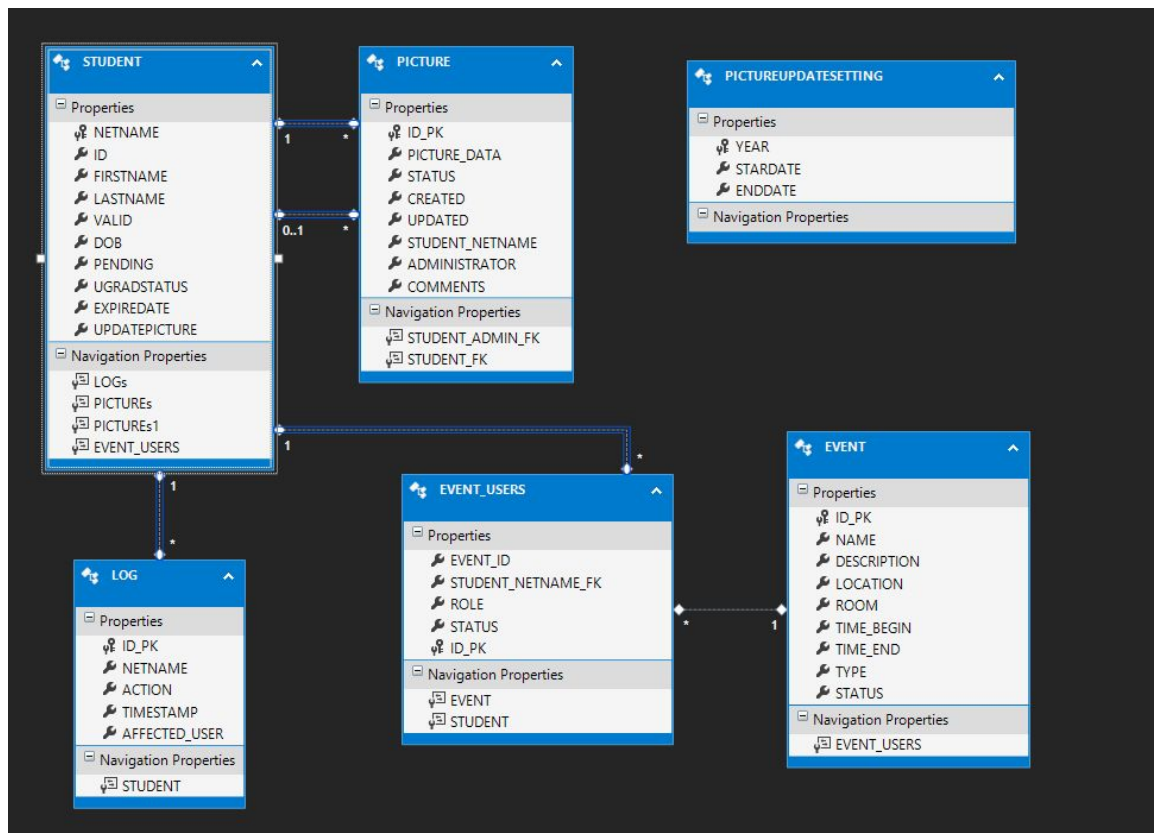 STUDENT
Properties
NETNAME
ID
FIRSTNAME
LASTNAME
VALID
DOB
PENDING
UGRADSTATUS
EXPIREDATE
UPDATEPICTURE
Navigation Properties
LOGs
PICTUREs
PICTUREs1
EVENT_USERS
1
*
0..1
*
PICTURE
Properties
ID_PK
PICTURE_DATA
STATUS
CREATED
UPDATED
STUDENT_NETNAME
ADMINISTRATOR
COMMENTS
Navigation Properties
STUDENT_ADMIN_FK
STUDENT_FK
PICTUREUPDATESETTING
Properties
YEAR
STARDATE
ENDDATE
Navigation Properties
1
*
1
*
LOG
Properties
ID_PK
NETNAME
ACTION
TIMESTAMP
AFFECTED_USER
Navigation Properties
STUDENT
EVENT_USERS
Properties
EVENT_ID
STUDENT_NETNAME_FK
ROLE
STATUS
ID_PK
Navigation Properties
EVENT
STUDENT
*
1
EVENT
Properties
ID_PK
NAME
DESCRIPTION
LOCATION
ROOM
TIME_BEGIN
TIME_END
TYPE
STATUS
Navigation Properties
EVENT_USERS